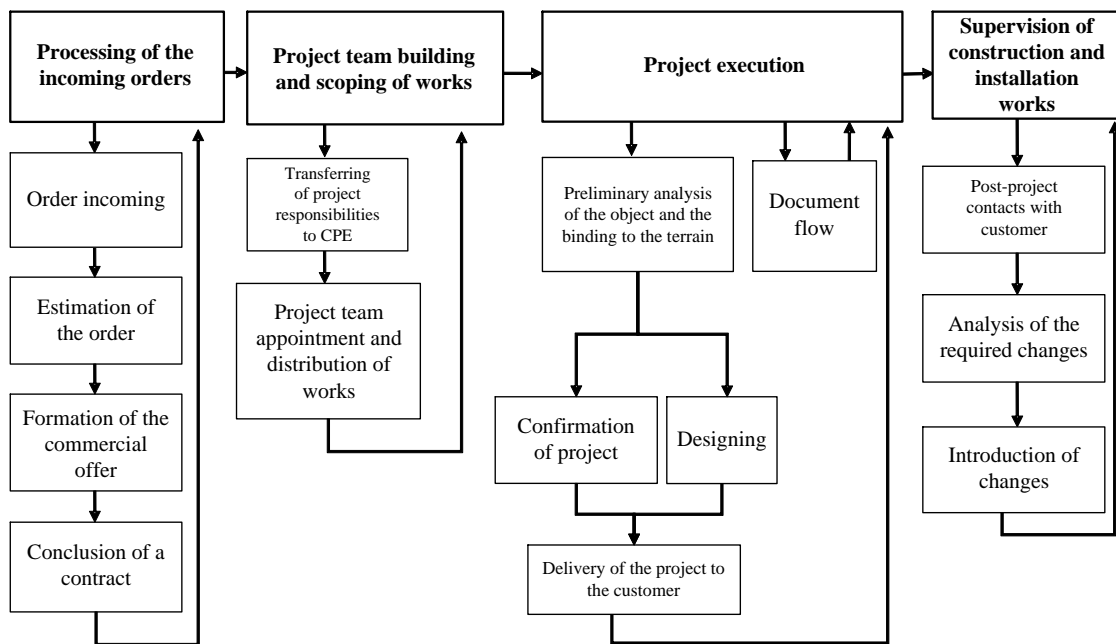 Processing of the
incoming orders
Order incoming
Estimation of
the order
Formation of the
commercial
offer
Conclusion of a
contract
Project team building
and scoping of works
Transferring
of project
responsibilities
to CPE
Project team
appointment and
distribution of
works
Project execution
Preliminary analysis
of the object and the
binding to the terrain
Document
flow
Confirmation
of project
Designing
Delivery of the project to
the customer
Supervision of
construction and
installation
works
Post-project
contacts with
customer
Analysis of the
required changes
Introduction of
changes